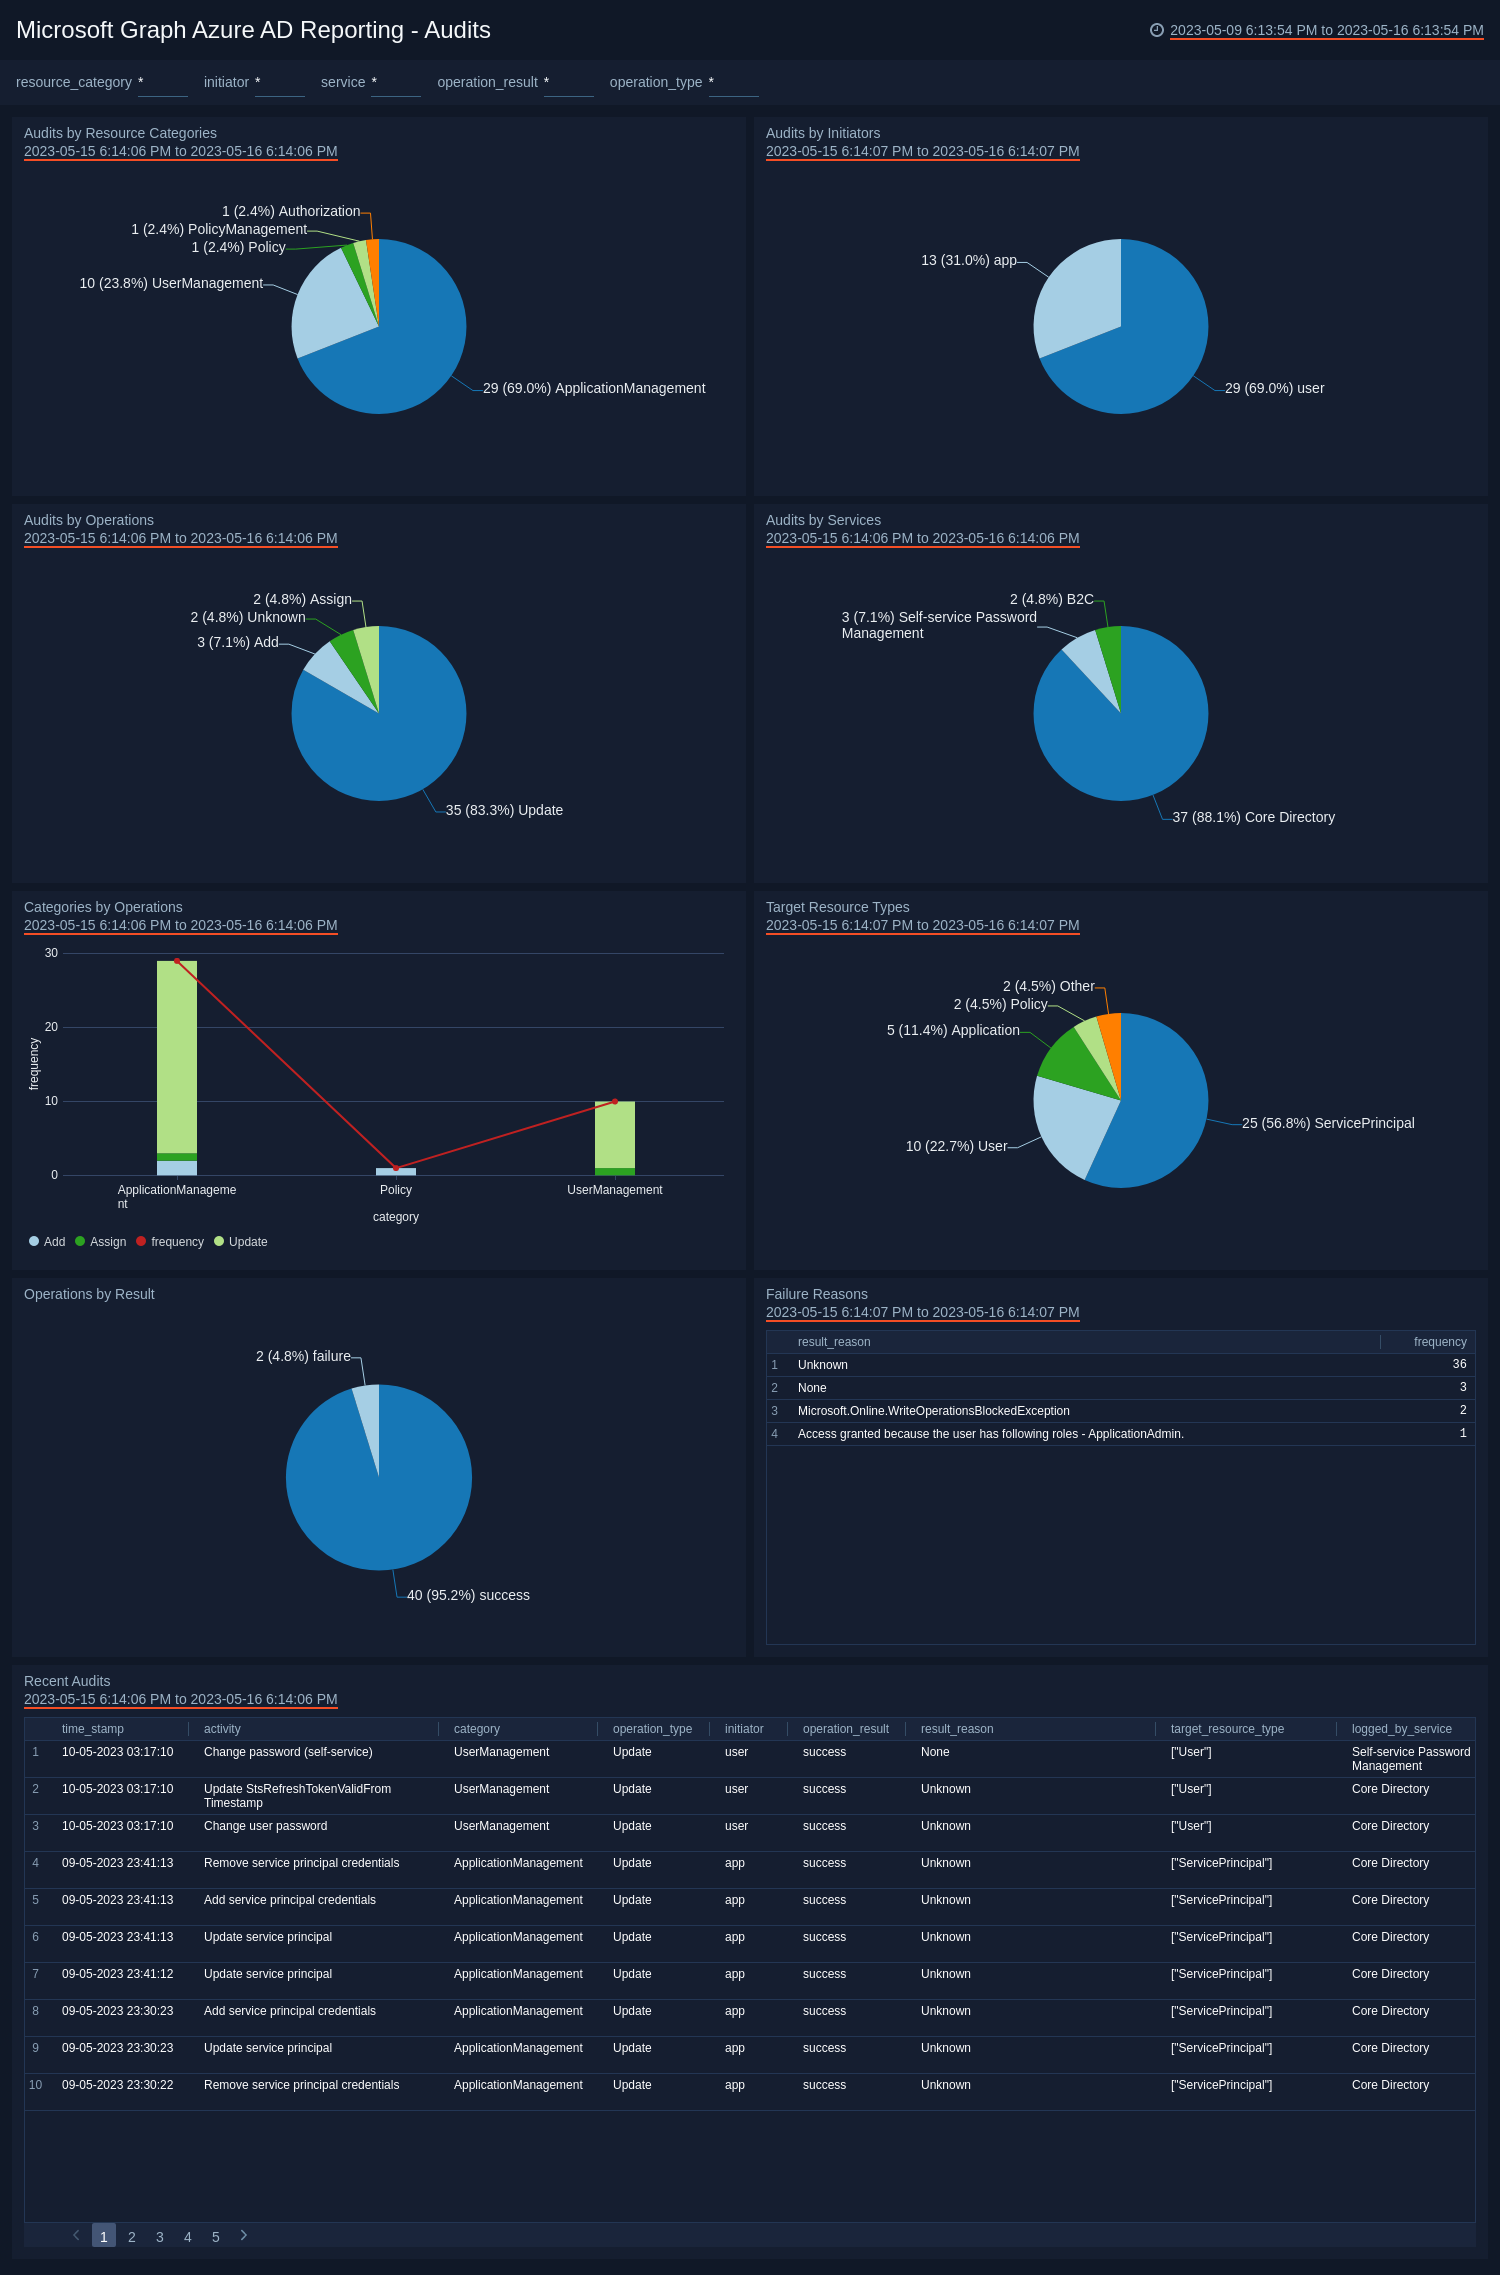 Microsoft Graph Azure AD Reporting - Audits
2023-05-09 6:13:54 PM to 2023-05-16 6:13:54 PM
resource_category * initiator * service * operation_result * operation_type *
Audits by Resource Categories
2023-05-15 6:14:06 PM to 2023-05-16 6:14:06 PM
1 (2.4%) Authorization
1 (2.4%) PolicyManagement
1 (2.4%) Policy
10 (23.8%) UserManagement
29 (69.0%) ApplicationManagement
Audits by Initiators
2023-05-15 6:14:07 PM to 2023-05-16 6:14:07 PM
13 (31.0%) app
29 (69.0%) user
Audits by Operations
2023-05-15 6:14:06 PM to 2023-05-16 6:14:06 PM
2 (4.8%) Assign
2 (4.8%) Unknown
3 (7.1%) Add
35 (83.3%) Update
Audits by Services
2023-05-15 6:14:06 PM to 2023-05-16 6:14:06 PM
2 (4.8%) B2C
3 (7.1%) Self-service Password
Management
37 (88.1%) Core Directory
Categories by Operations
2023-05-15 6:14:06 PM to 2023-05-16 6:14:06 PM
30
20
10
0
frequency
ApplicationManageme
nt
Policy
UserManagement
category
Add Assign frequency Update
Target Resource Types
2023-05-15 6:14:07 PM to 2023-05-16 6:14:07 PM
2 (4.5%) Other
2 (4.5%) Policy
5 (11.4%) Application
25 (56.8%) ServicePrincipal
10 (22.7%) User
Operations by Result
2 (4.8%) failure
40 (95.2%) success
Failure Reasons
2023-05-15 6:14:07 PM to 2023-05-16 6:14:07 PM
result_reason frequency
1 Unknown 36
2 None 3
3 Microsoft.Online.WriteOperationsBlockedException 2
4 Access granted because the user has following roles - ApplicationAdmin. 1
Recent Audits
2023-05-15 6:14:06 PM to 2023-05-16 6:14:06 PM
time_stamp activity category operation_type initiator operation_result result_reason target_resource_type logged_by_service
1 10-05-2023 03:17:10 Change password (self-service) UserManagement Update user success None ["User"] Self-service Password
Management
2 10-05-2023 03:17:10 Update StsRefreshTokenValidFrom UserManagement Update user success Unknown ["User"] Core Directory
Timestamp
3 10-05-2023 03:17:10 Change user password UserManagement Update user success Unknown ["User"] Core Directory
4 09-05-2023 23:41:13 Remove service principal credentials ApplicationManagement Update app success Unknown ["ServicePrincipal"] Core Directory
5 09-05-2023 23:41:13 Add service principal credentials ApplicationManagement Update app success Unknown ["ServicePrincipal"] Core Directory
6 09-05-2023 23:41:13 Update service principal ApplicationManagement Update app success Unknown ["ServicePrincipal"] Core Directory
7 09-05-2023 23:41:12 Update service principal ApplicationManagement Update app success Unknown ["ServicePrincipal"] Core Directory
8 09-05-2023 23:30:23 Add service principal credentials ApplicationManagement Update app success Unknown ["ServicePrincipal"] Core Directory
9 09-05-2023 23:30:23 Update service principal ApplicationManagement Update app success Unknown ["ServicePrincipal"] Core Directory
10 09-05-2023 23:30:22 Remove service principal credentials ApplicationManagement Update app success Unknown ["ServicePrincipal"] Core Directory
1 2 3 4 5